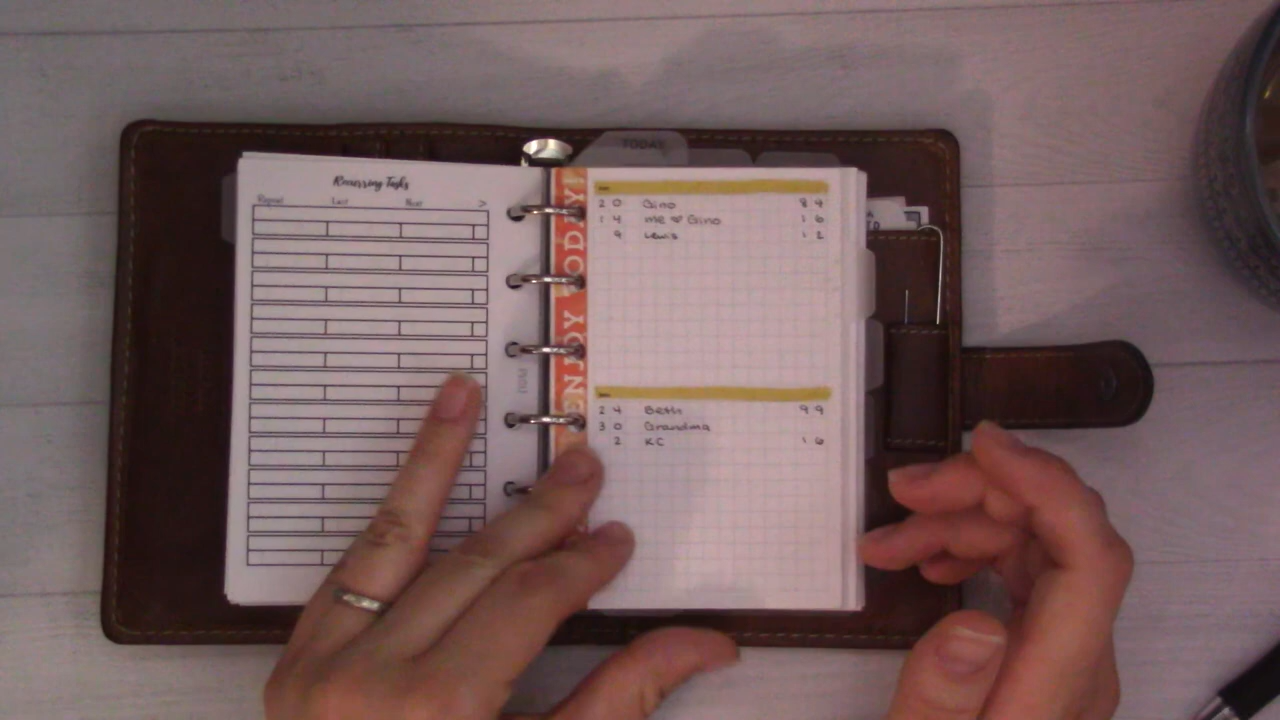 TODAY
Recurring Tasks
Repeat Last Next >
ENJOY TODAY!
20 Gino 89
14 me ♡ Gino 16
9 Lewis 12
24 Beth 99
30 Grandma
2 KC 16